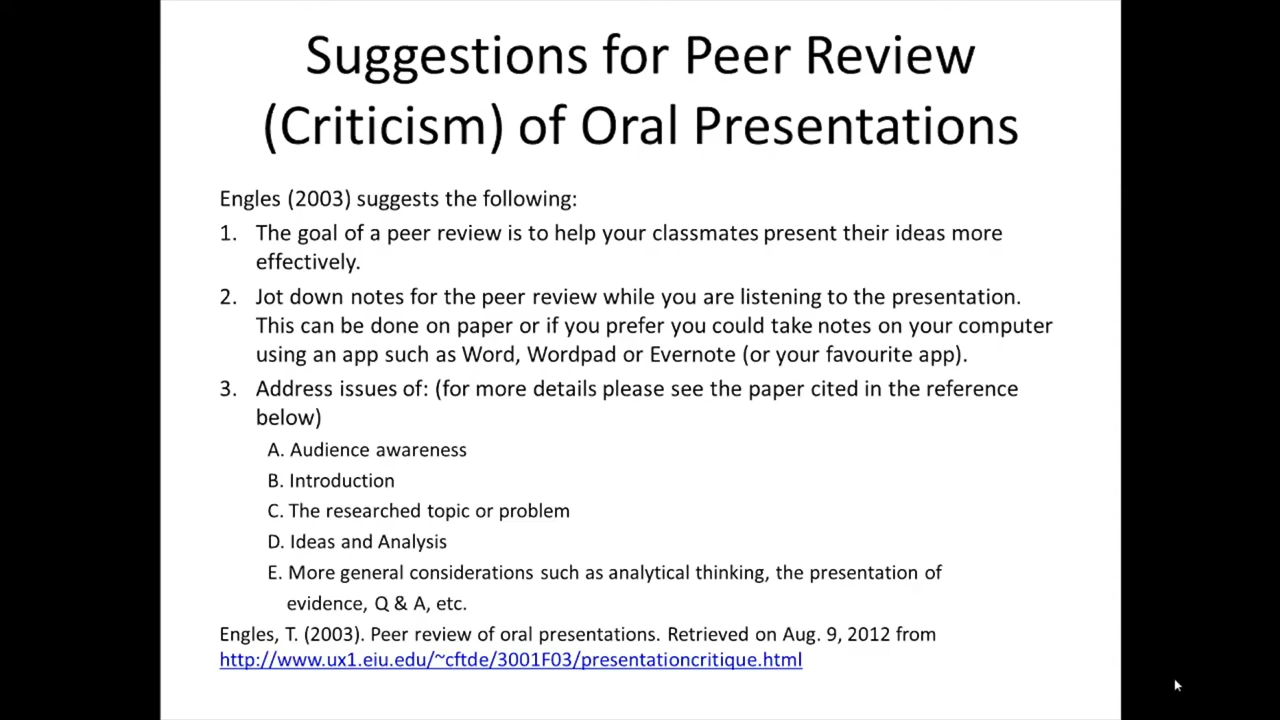 Suggestions for Peer Review
(Criticism) of Oral Presentations
Engles (2003) suggests the following:
1. The goal of a peer review is to help your classmates present their ideas more
effectively.
2. Jot down notes for the peer review while you are listening to the presentation.
This can be done on paper or if you prefer you could take notes on your computer
using an app such as Word, Wordpad or Evernote (or your favourite app).
3. Address issues of: (for more details please see the paper cited in the reference
below)
A. Audience awareness
B. Introduction
C. The researched topic or problem
D. Ideas and Analysis
E. More general considerations such as analytical thinking, the presentation of
evidence, Q & A, etc.
Engles, T. (2003). Peer review of oral presentations. Retrieved on Aug. 9, 2012 from
http://www.ux1.eiu.edu/~cftde/3001F03/presentationcritique.html